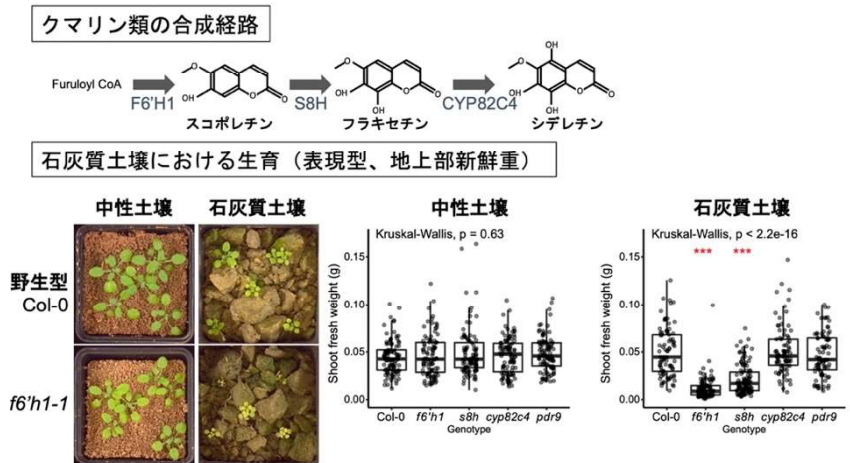 クマリン類の合成経路
Furuloyl CoA
F6'H1
S8H
CYP82C4
O
OH
O
O
O
OH
OH
O
O
OH
O
OH
OH
O
O
スコポレチン
フラキセチン
シデレチン
石灰質土壌における生育（表現型、地上部新鮮重）
中性土壌
石灰質土壌
野生型
Col-0
f6'h1-1
中性土壌
Kruskal-Wallis, p = 0.63
Shoot fresh weight (g)
0.15
0.10
0.05
0.00
Col-0 f6'h1 s8h cyp82c4 pdr9
Genotype
石灰質土壌
Kruskal-Wallis, p < 2.2e-16
*** ***
Shoot fresh weight (g)
0.15
0.10
0.05
0.00
Col-0 f6'h1 s8h cyp82c4 pdr9
Genotype